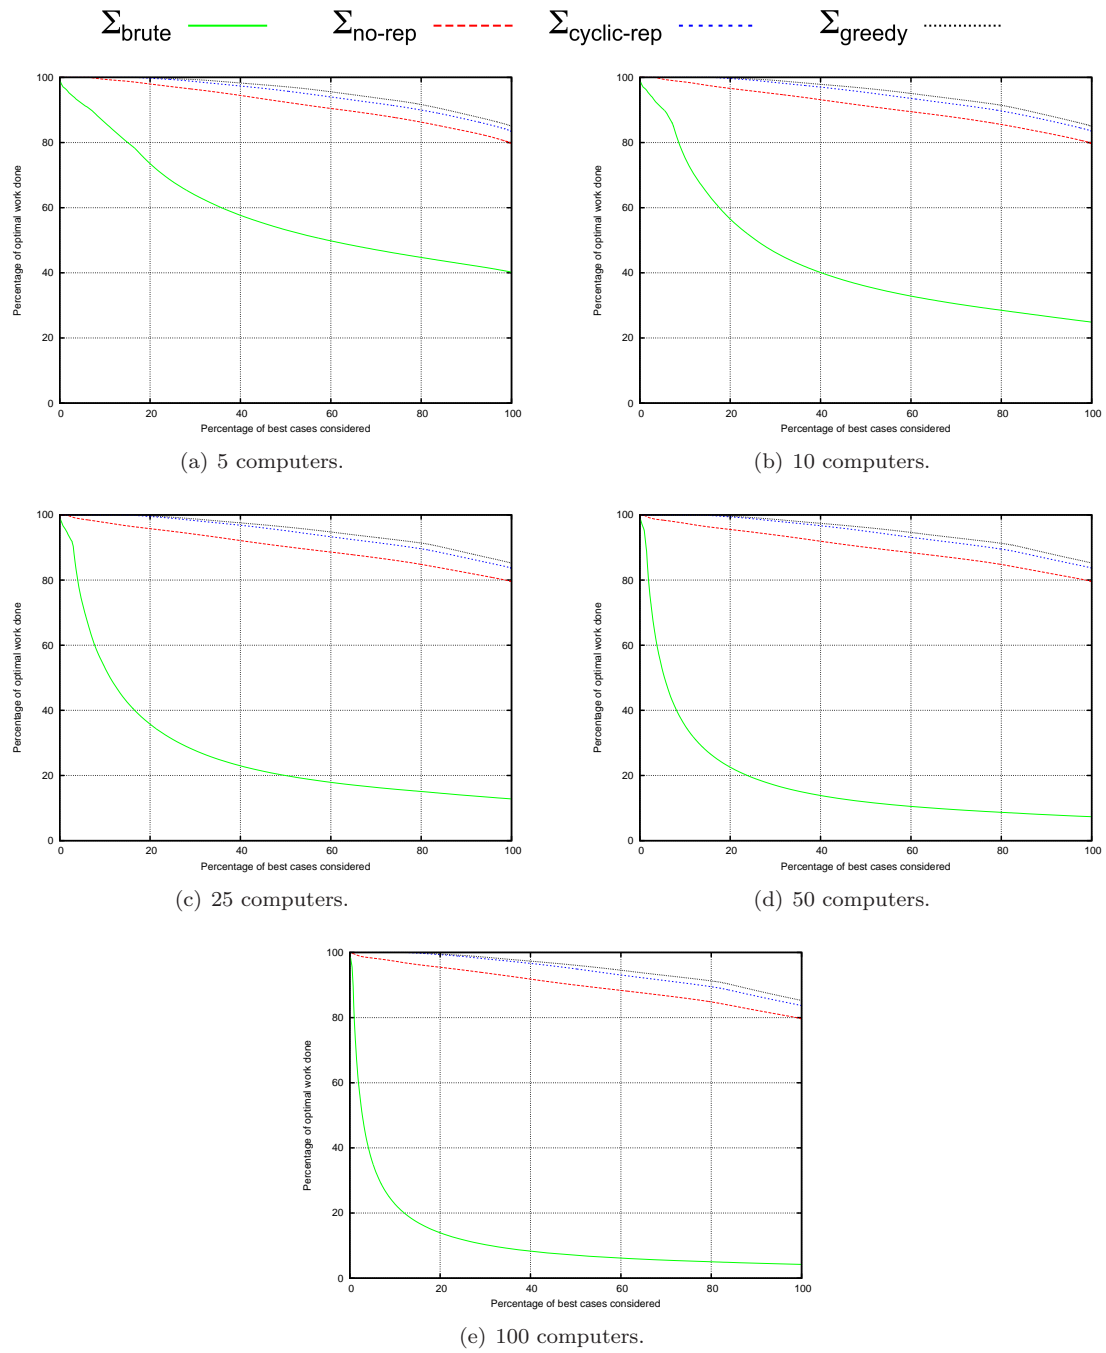 Σbrute Σno-rep Σcyclic-rep Σgreedy
100
80
60
40
20
0
Percentage of optimal work done
0 20 40 60 80 100
Percentage of best cases considered
(a) 5 computers.
100
80
60
40
20
0
Percentage of optimal work done
0 20 40 60 80 100
Percentage of best cases considered
(b) 10 computers.
100
80
60
40
20
0
Percentage of optimal work done
0 20 40 60 80 100
Percentage of best cases considered
(c) 25 computers.
100
80
60
40
20
0
Percentage of optimal work done
0 20 40 60 80 100
Percentage of best cases considered
(d) 50 computers.
100
80
60
40
20
0
Percentage of optimal work done
0 20 40 60 80 100
Percentage of best cases considered
(e) 100 computers.